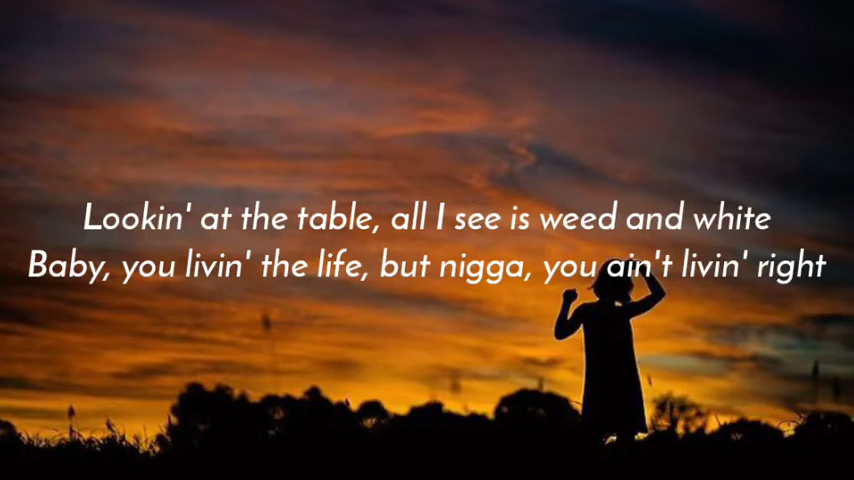 Lookin' at the table, all I see is weed and white
Baby, you livin' the life, but nigga, you ain't livin' right